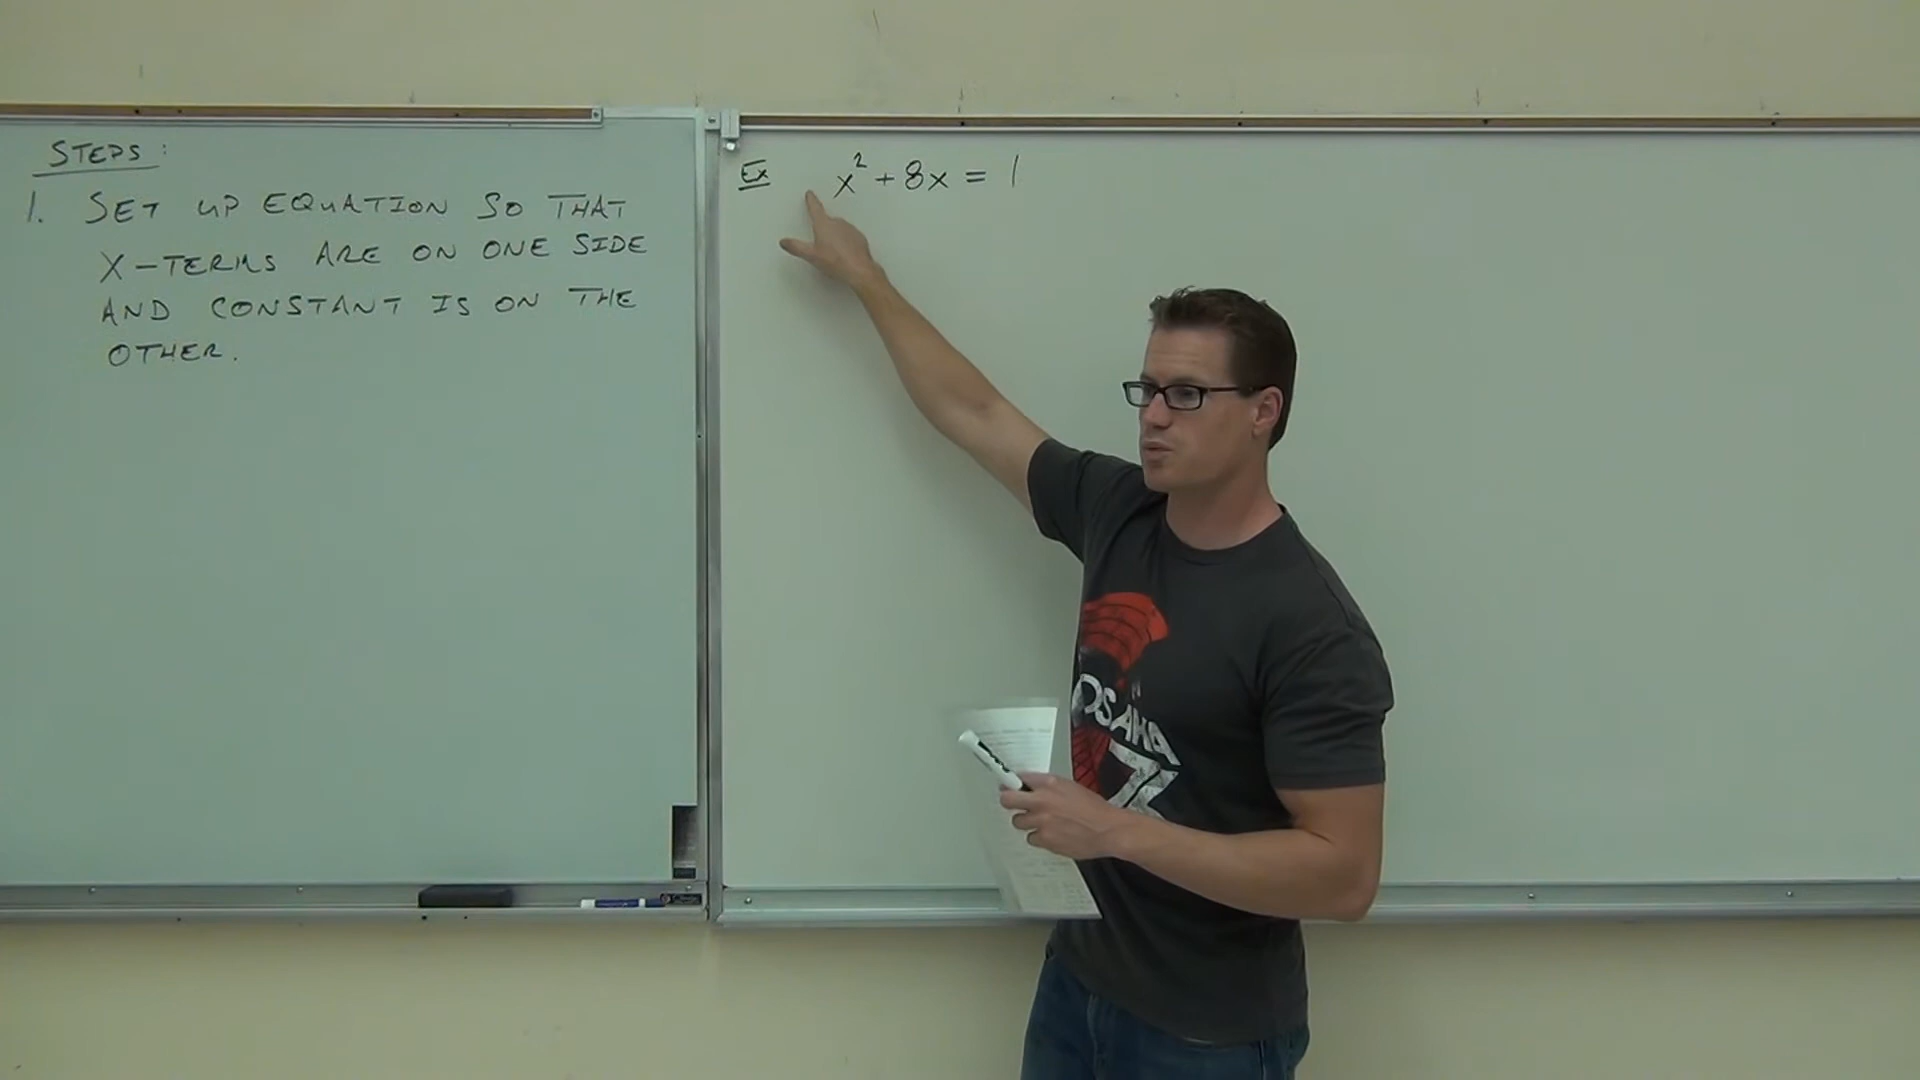 STEPS:
1. SET UP EQUATION SO THAT
X-TERMS ARE ON ONE SIDE
AND CONSTANT IS ON THE
OTHER.
Ex x² + 8x = 1
OSAKA